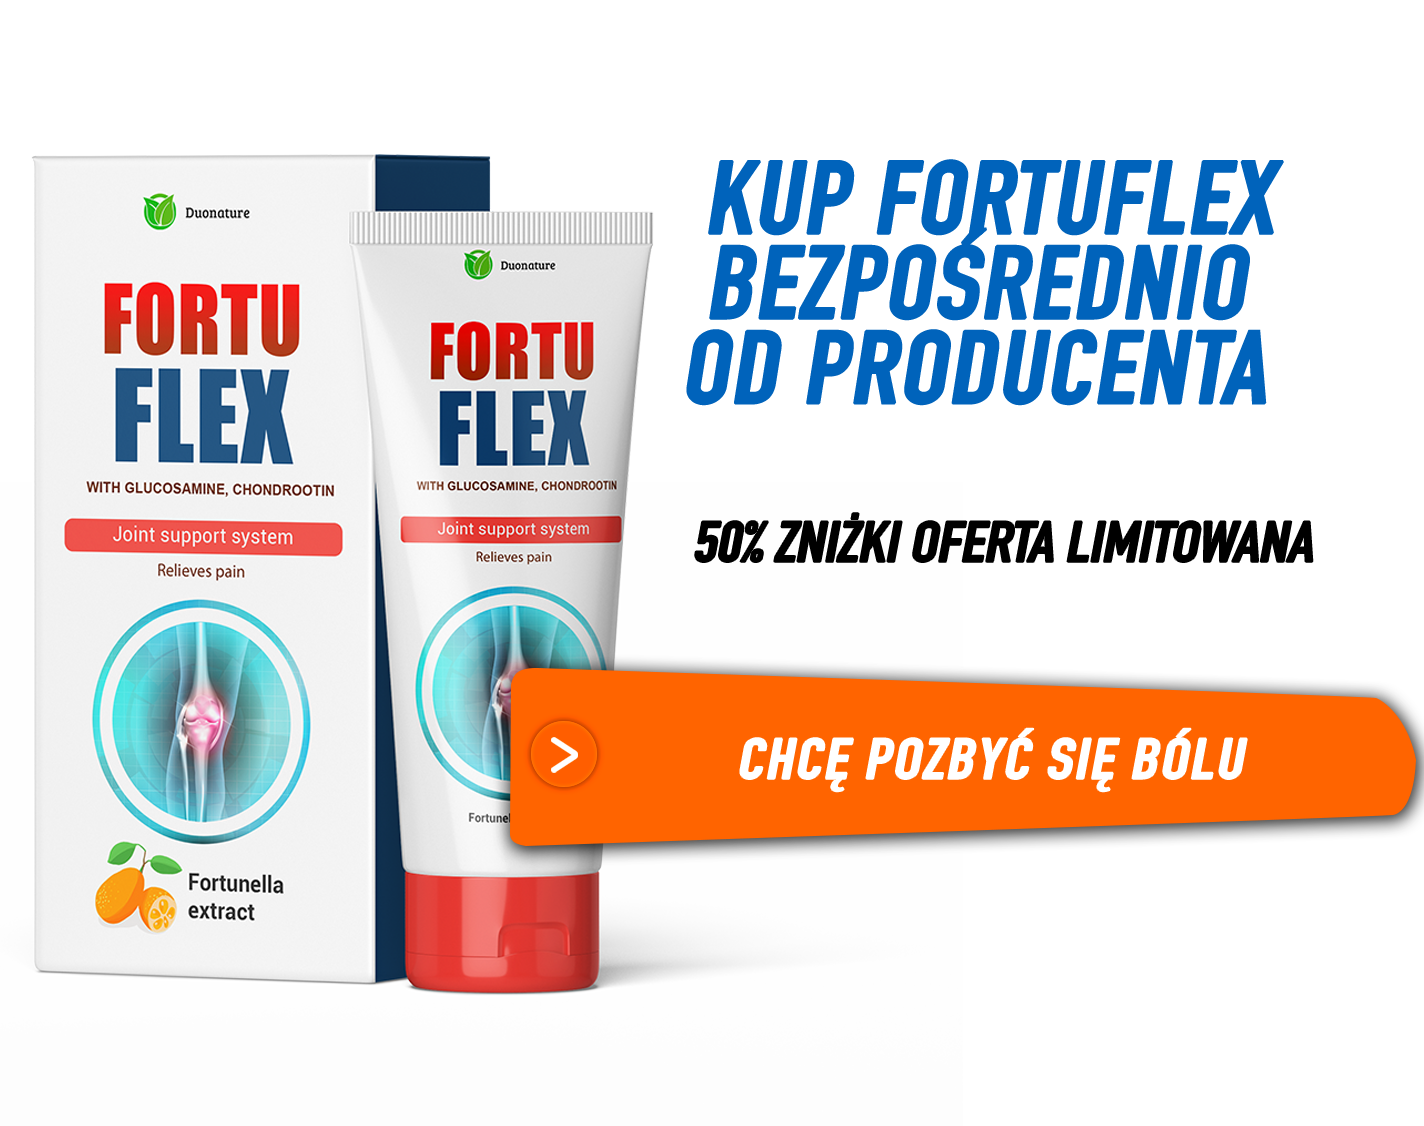 Duonature
FORTU
FLEX
WITH GLUCOSAMINE, CHONDROOTIN
Joint support system
Relieves pain
Fortunella
extract
Duonature
FORTU
FLEX
WITH GLUCOSAMINE, CHONDROOTIN
Joint support system
Relieves pain
KUP FORTUFLEX
BEZPOŚREDNIO
OD PRODUCENTA
50% ZNIŻKI OFERTA LIMITOWANA
CHCĘ POZBYĆ SIĘ BÓLU